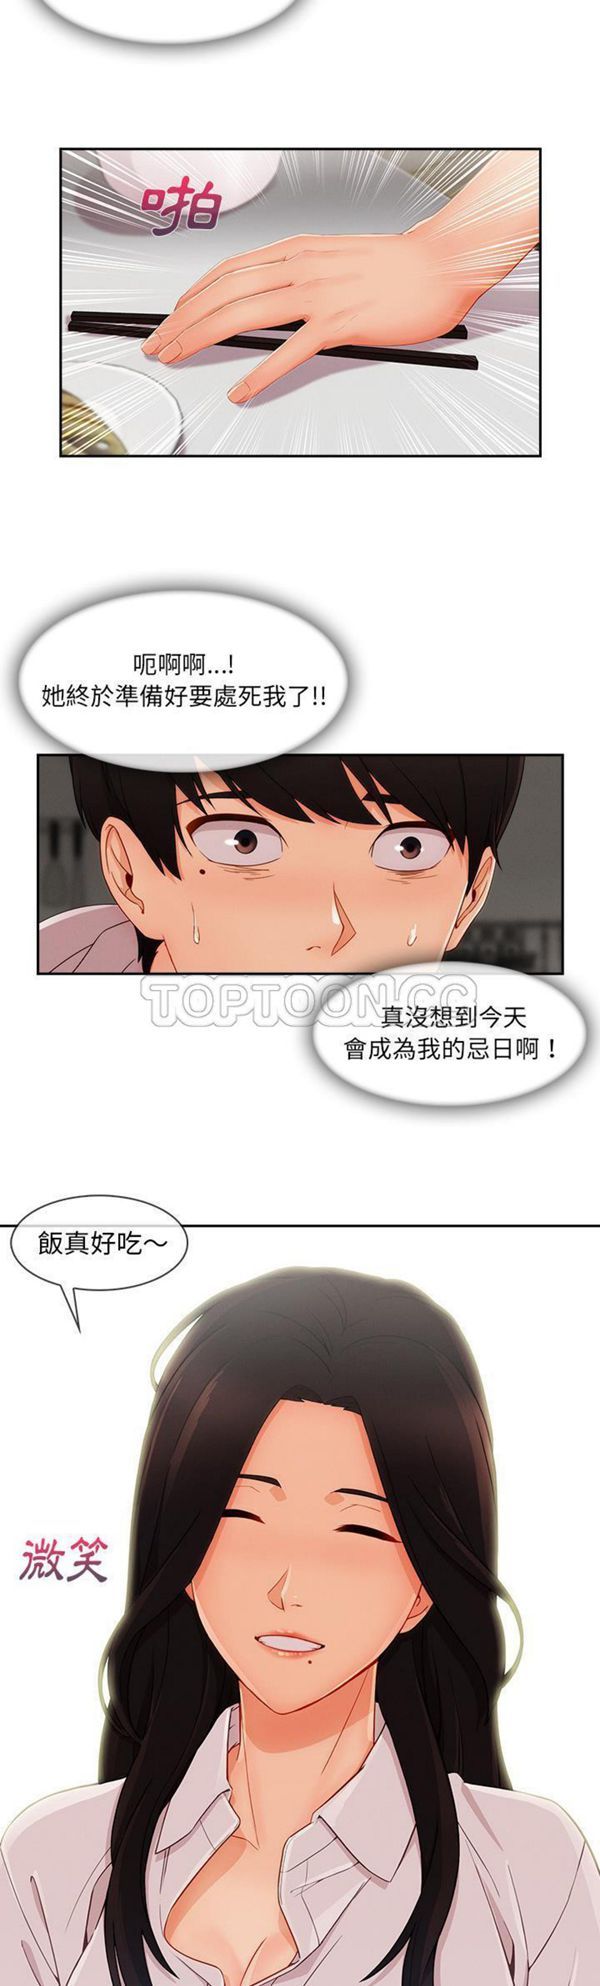 啪
呃啊啊...!
她終於準備好要處死我了!!
TOPTOON.CC
真沒想到今天
會成為我的忌日啊！
飯真好吃～
微笑